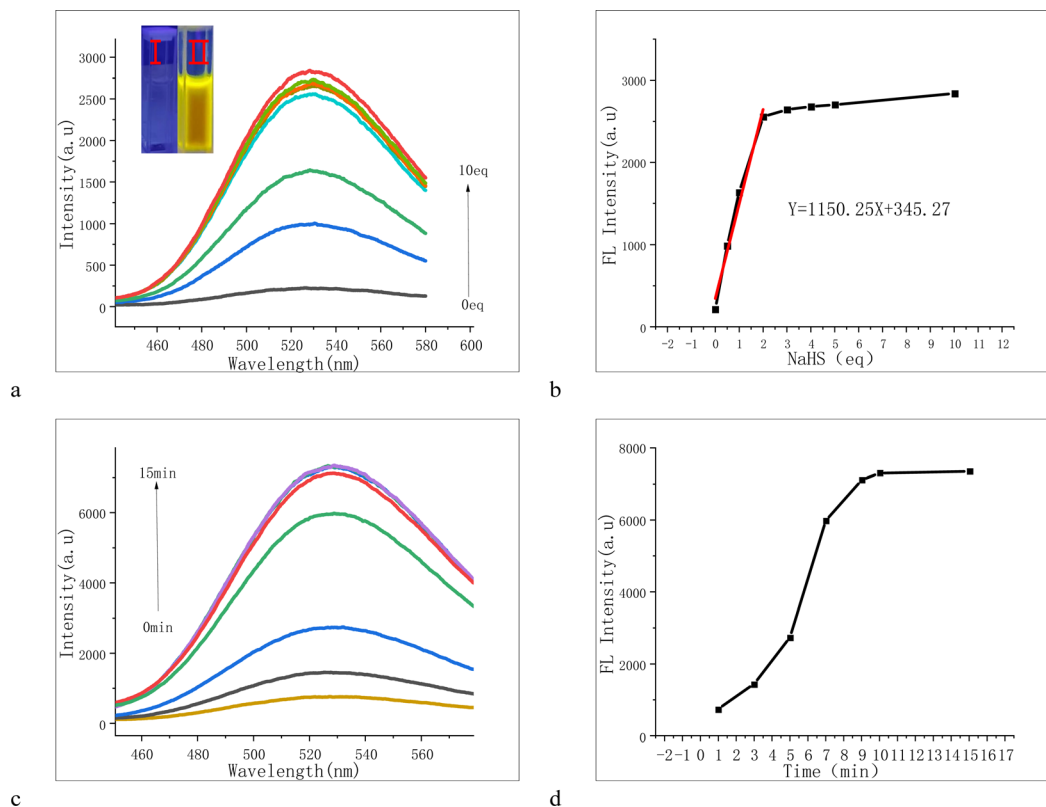 I II
Intensity(a.u)
3000
2500
2000
1500
1000
500
0
10eq
0eq
460 480 500 520 540 560 580 600
Wavelength(nm)
a
FL Intensity(a.u)
3000
2000
1000
0
Y=1150.25X+345.27
-2 -1 0 1 2 3 4 5 6 7 8 9 10 11 12
NaHS (eq)
b
Intensity(a.u)
6000
4000
2000
0
15min
0min
460 480 500 520 540 560
Wavelength(nm)
c
FL Intensity(a.u)
8000
6000
4000
2000
0
-2-1 0 1 2 3 4 5 6 7 8 9 10 11 12 13 14 15 16 17
Time (min)
d